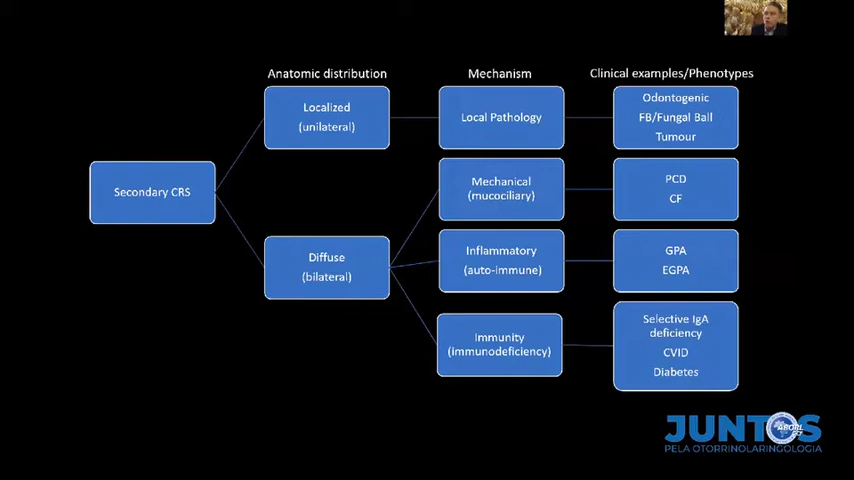 Anatomic distribution
Mechanism
Clinical examples/Phenotypes
Secondary CRS
Localized
(unilateral)
Local Pathology
Odontogenic
FB/Fungal Ball
Tumour
Diffuse
(bilateral)
Mechanical
(mucociliary)
PCD
CF
Inflammatory
(auto-immune)
GPA
EGPA
Immunity
(immunodeficiency)
Selective IgA
deficiency
CVID
Diabetes
JUNTOS
PELA OTORRINOLARINGOLOGIA